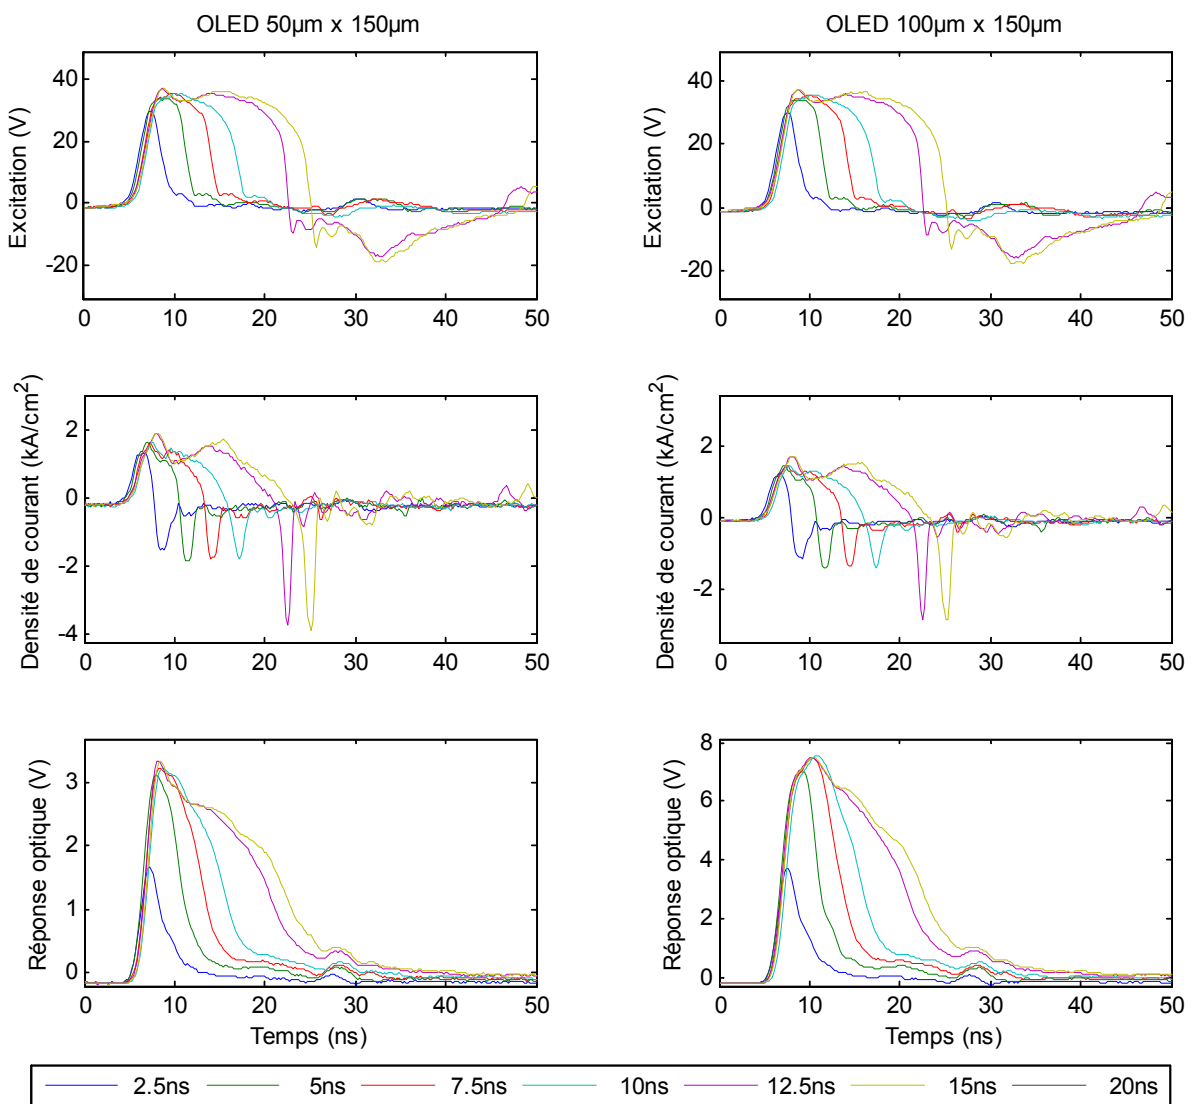 OLED 50µm x 150µm
OLED 100µm x 150µm
Excitation (V)
40
20
0
-20
0 10 20 30 40 50
Excitation (V)
40
20
0
-20
0 10 20 30 40 50
Densité de courant (kA/cm²)
2
0
-2
-4
0 10 20 30 40 50
Densité de courant (kA/cm²)
2
0
-2
0 10 20 30 40 50
Réponse optique (V)
3
2
1
0
0 10 20 30 40 50
Temps (ns)
Réponse optique (V)
8
6
4
2
0
0 10 20 30 40 50
Temps (ns)
2.5ns 5ns 7.5ns 10ns 12.5ns 15ns 20ns